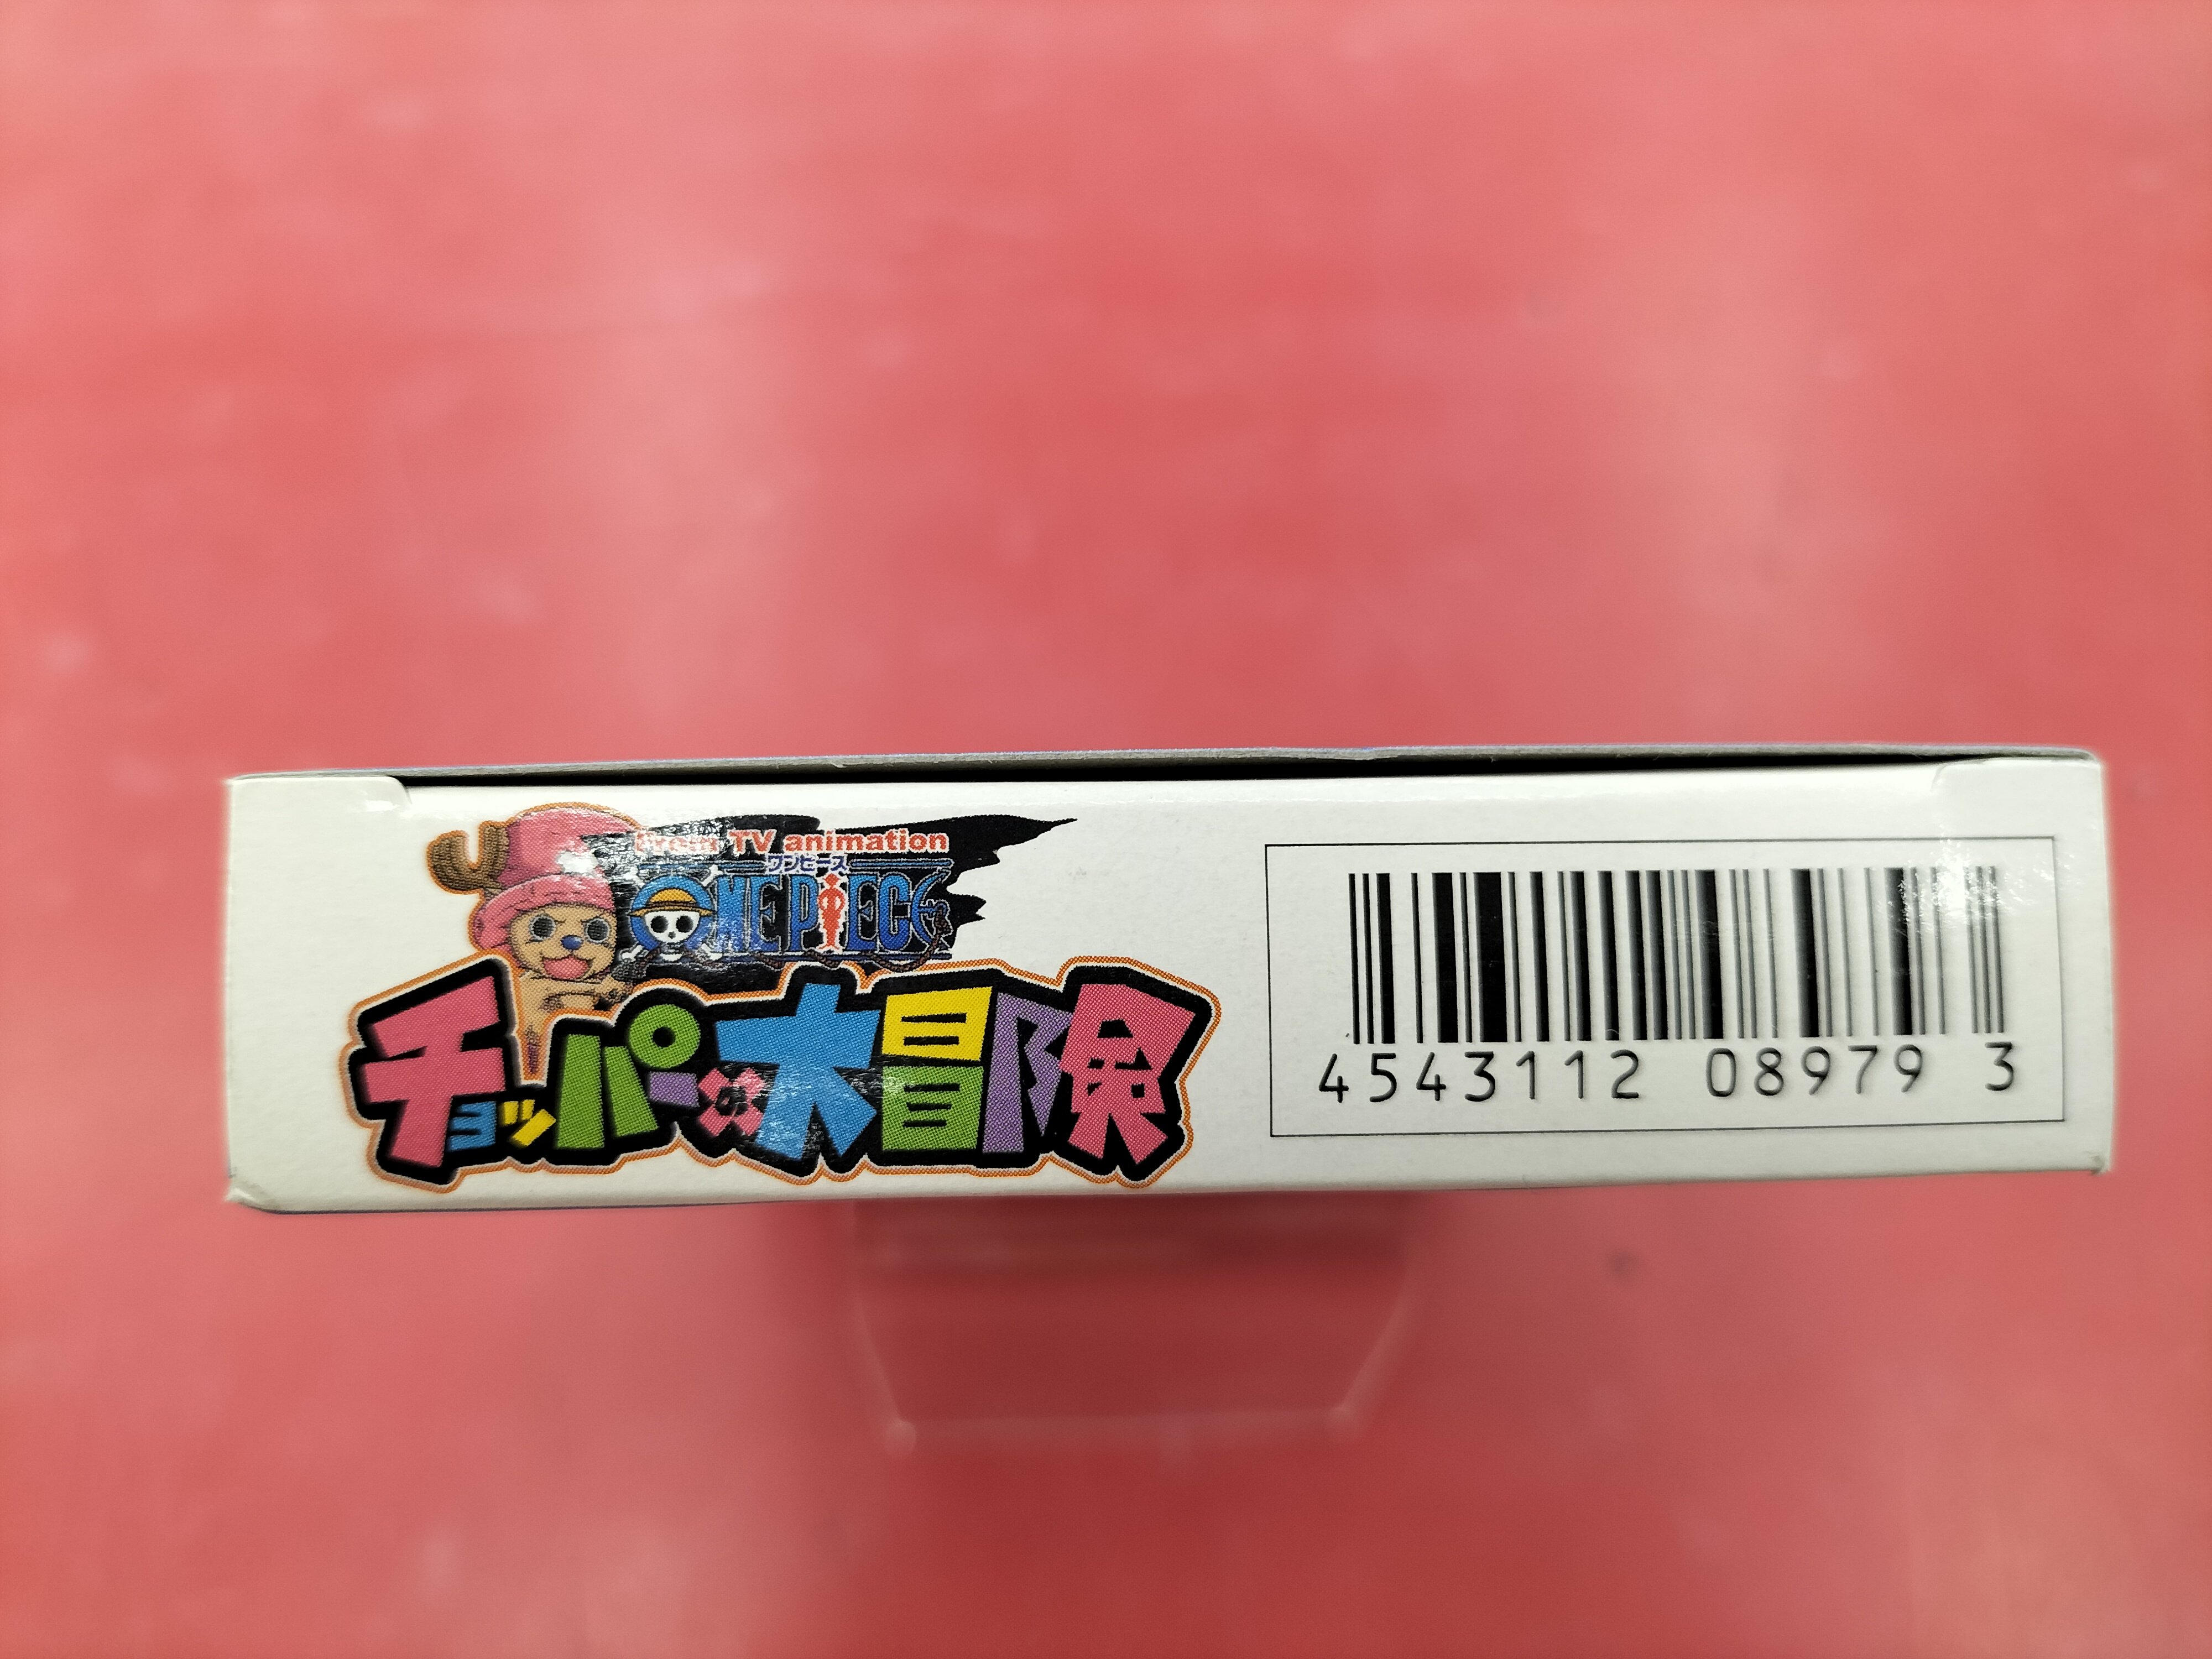 From TV animation
ワンピース
ONE PIECE
チョッパーの大冒険
4543112 08979 3